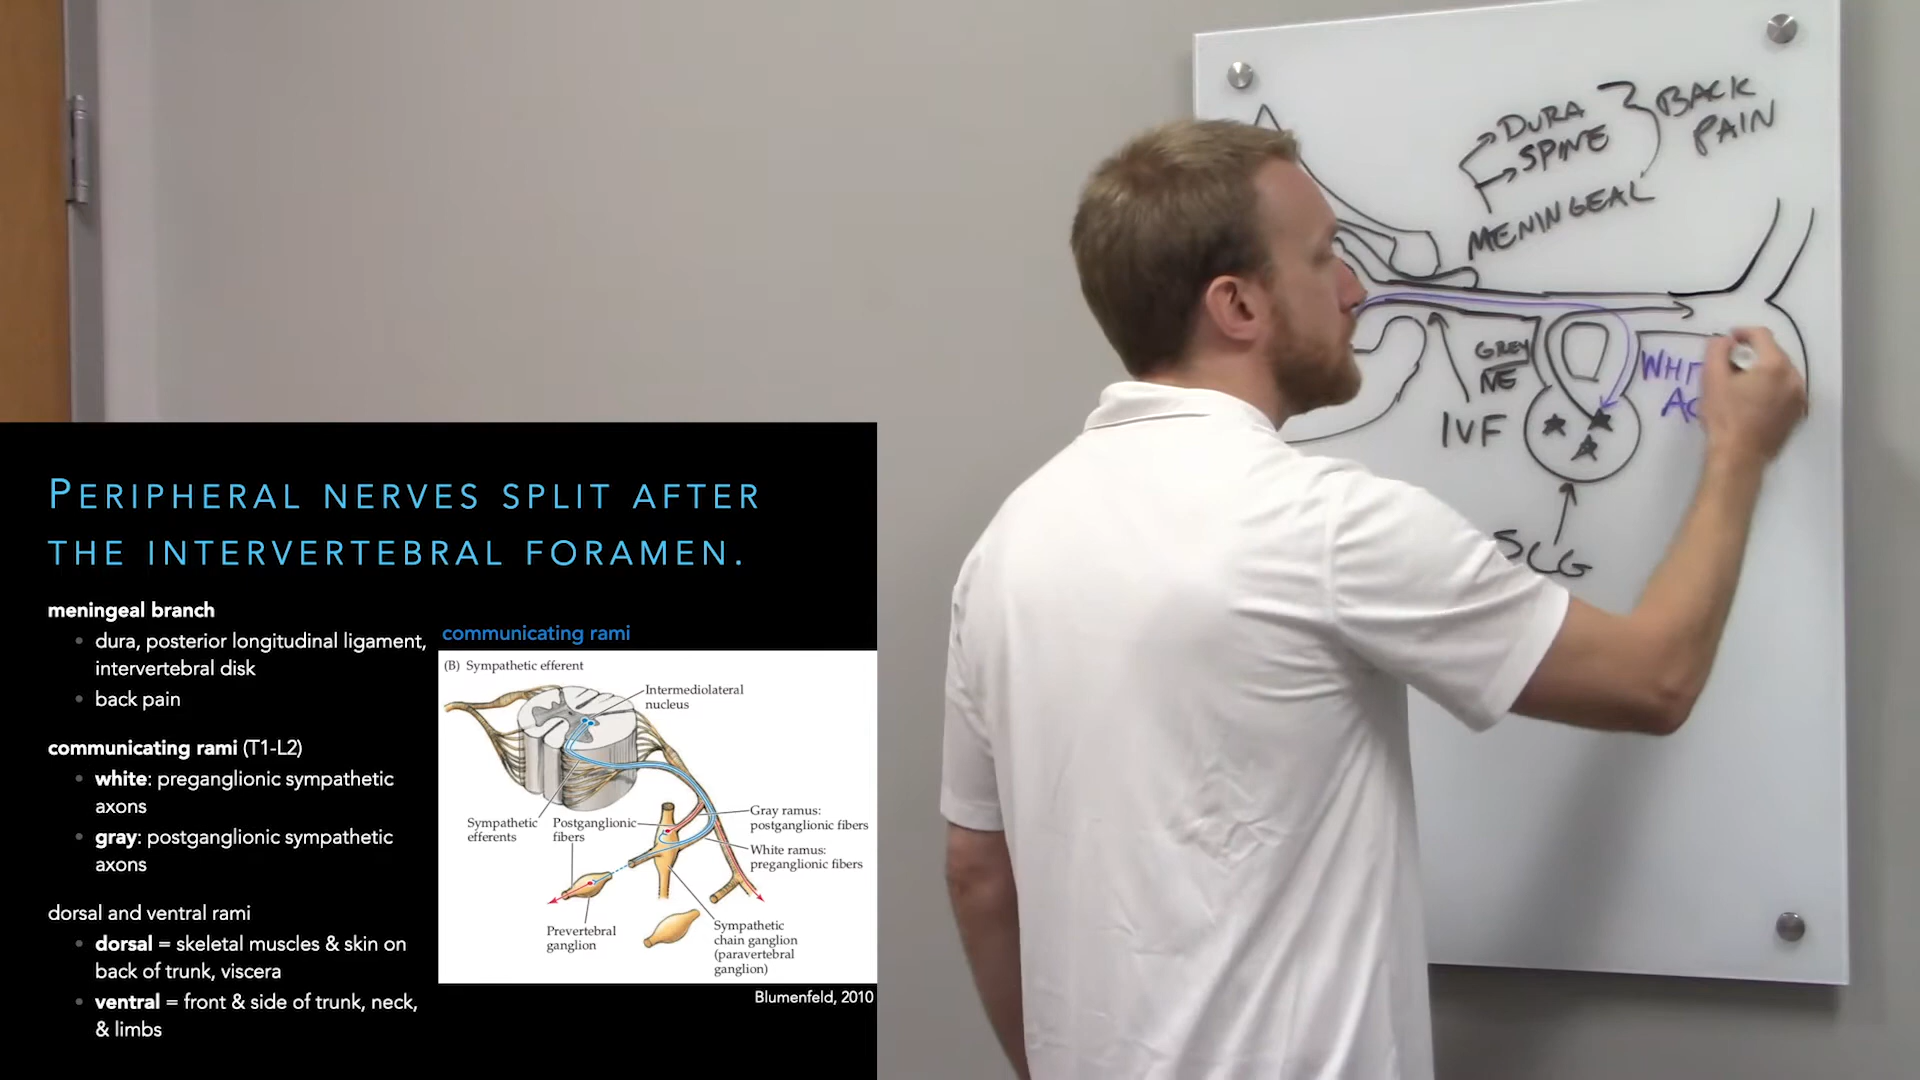 PERIPHERAL NERVES SPLIT AFTER
THE INTERVERTEBRAL FORAMEN.
meningeal branch
• dura, posterior longitudinal ligament,
intervertebral disk
• back pain
communicating rami (T1-L2)
• white: preganglionic sympathetic
axons
• gray: postganglionic sympathetic
axons
dorsal and ventral rami
• dorsal = skeletal muscles & skin on
back of trunk, viscera
• ventral = front & side of trunk, neck,
& limbs
communicating rami
(B) Sympathetic efferent
Intermediolateral
nucleus
Sympathetic
efferents
Postganglionic
fibers
Gray ramus:
postganglionic fibers
White ramus:
preganglionic fibers
Prevertebral
ganglion
Sympathetic
chain ganglion
(paravertebral
ganglion)
Blumenfeld, 2010
DURA
SPINE
BACK
PAIN
MENINGEAL
GREY
NE
IVF
SCG